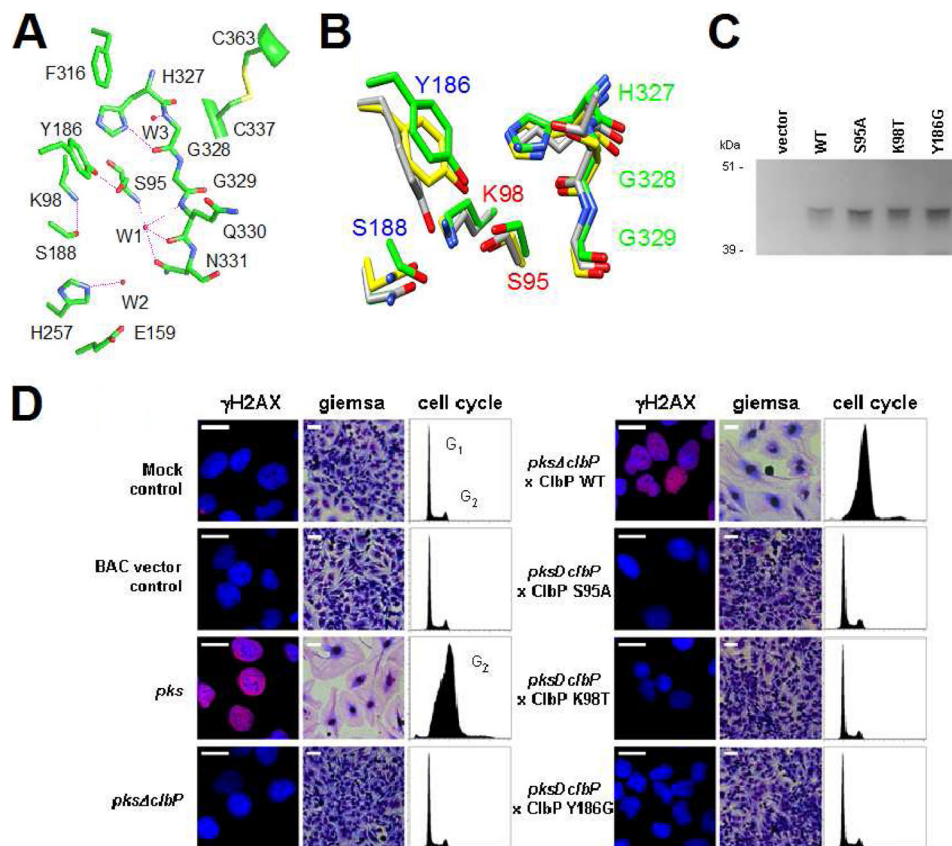 A
F316
H327
C363
W3
C337
Y186
G328
K98
S95
G329
S188
W1
Q330
N331
W2
H257
E159
B
Y186
H327
K98
G328
S188
S95
G329
C
vector
WT
S95A
K98T
Y186G
kDa
51 -
39 -
D
γH2AX giemsa cell cycle
Mock control
G1
G2
BAC vector control
pks
G2
pksΔclbP
γH2AX giemsa cell cycle
pksΔclbP
x ClbP WT
pksDclbP
x ClbP S95A
pksDclbP
x ClbP K98T
pksDclbP
x ClbP Y186G